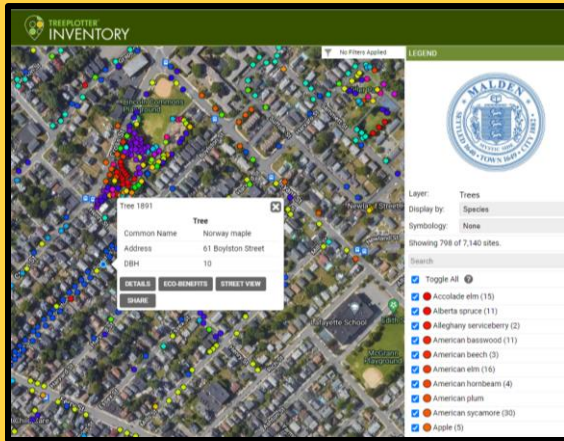 TREEPLOTTER™
INVENTORY
No Filters Applied
LEGEND
MALDEN
Layer: Trees
Display by: Species
Symbology: None
Showing 798 of 7,140 sites.
Search
Toggle All
Accolade elm (15)
Alberta spruce (11)
Alleghany serviceberry (2)
American basswood (11)
American beech (3)
American elm (16)
American hornbeam (4)
American plum
American sycamore (30)
Apple (5)
Tree 1891
Tree
Common Name Norway maple
Address 61 Boylston Street
DBH 10
DETAILS
ECO-BENEFITS
STREET VIEW
SHARE
Lafayette School